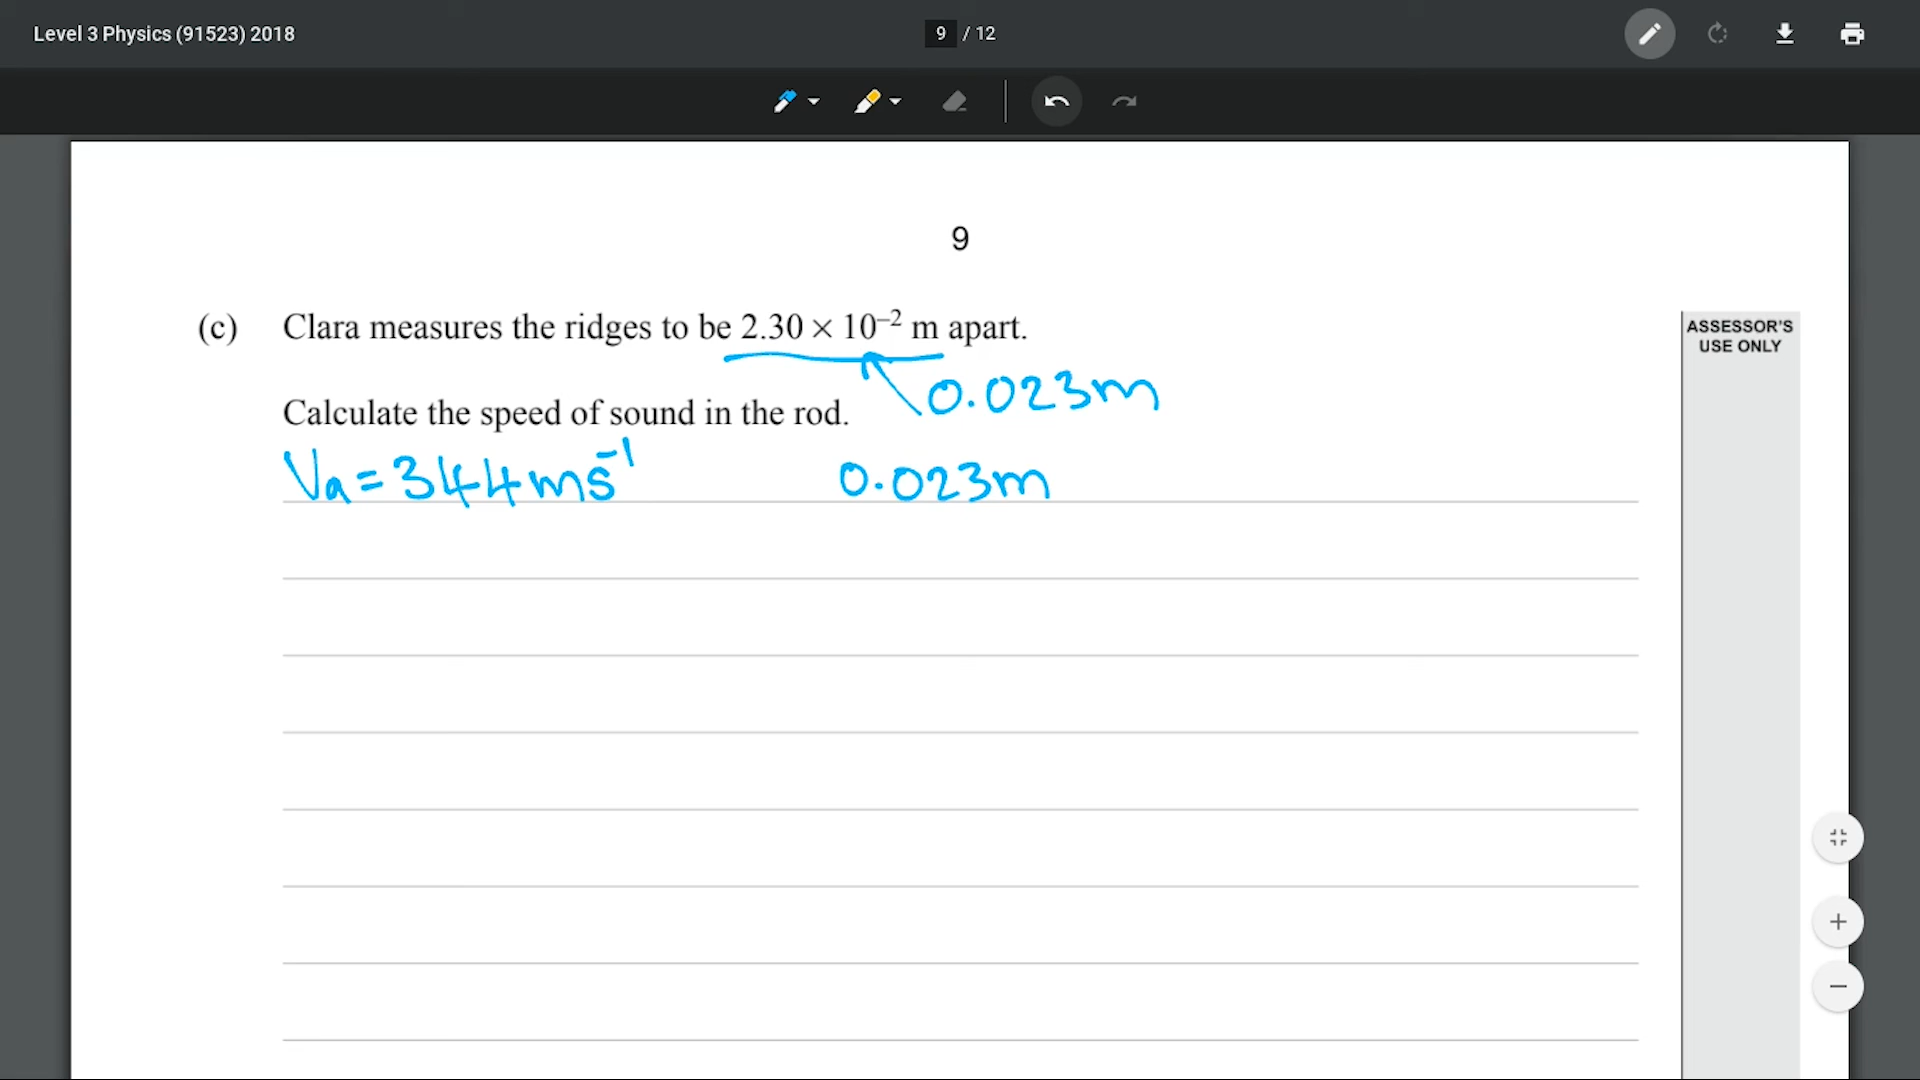 Level 3 Physics (91523) 2018
9 / 12
9
(c) Clara measures the ridges to be 2.30 × 10⁻² m apart.
ASSESSOR'S
USE ONLY
0.023m
Calculate the speed of sound in the rod.
Va = 344ms⁻¹ 0.023m